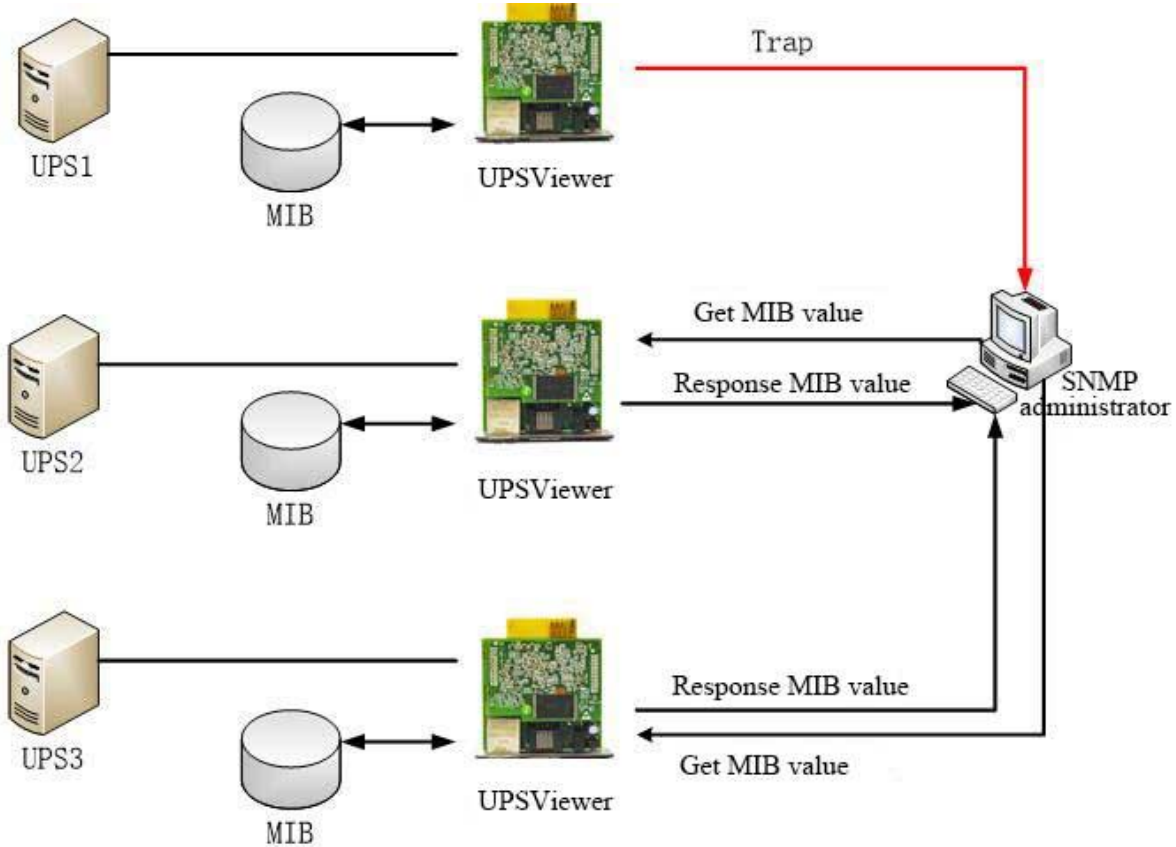 Trap
UPS1
MIB
UPSViewer
Get MIB value
Response MIB value
SNMP
administrator
UPS2
MIB
UPSViewer
Response MIB value
Get MIB value
UPS3
MIB
UPSViewer